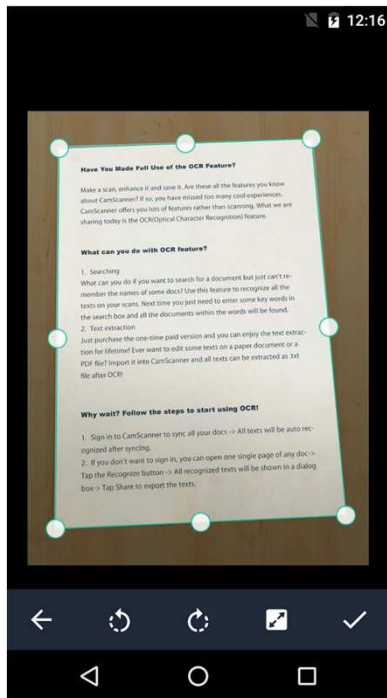 12:16
Have You Made Full Use of the OCR Feature?
Make a scan, enhance it and save it. Are these all the features you know
about CamScanner? If so, you have missed too many cool experiences.
CamScanner offers you lots of features rather than scanning. What we are
sharing today is the OCR(Optical Character Recognition) feature.
What can you do with OCR feature?
1. Searching
What can you do if you want to search for a document but just can't re-
member the names of some docs? Use this feature to recognize all the
texts on your scans. Next time you just need to enter some key words in
the search box and all the documents within the words will be found.
2. Text extraction
Just purchase the one-time paid version and you can enjoy the text extrac-
tion for lifetime! Ever want to edit some texts on a paper document or a
PDF file? Import it into CamScanner and all texts can be extracted as .txt
file after OCR!
Why wait? Follow the steps to start using OCR!
1. Sign in to CamScanner to sync all your docs -> All texts will be auto rec-
ognized after syncing.
2. If you don't want to sign in, you can open one single page of any doc->
Tap the Recognize button -> All recognized texts will be shown in a dialog
box-> Tap Share to export the texts.